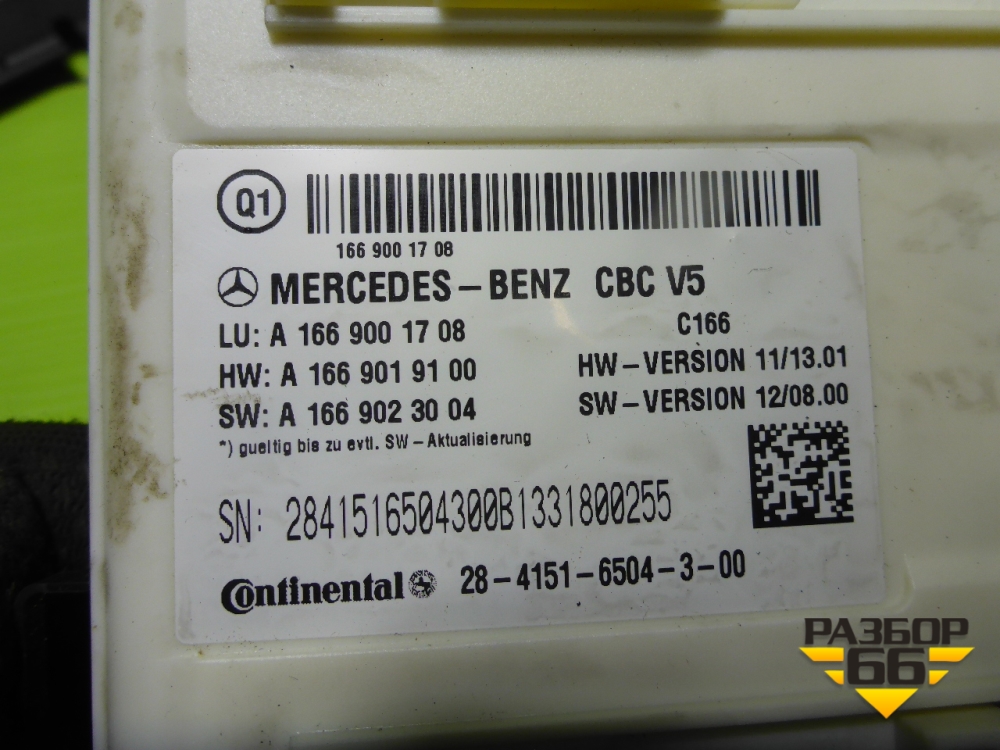 Q1
166 900 17 08
MERCEDES-BENZ CBC V5
LU: A 166 900 17 08 C166
HW: A 166 901 91 00 HW-VERSION 11/13.01
SW: A 166 902 30 04 SW-VERSION 12/08.00
*) gueltig bis zu evtl. SW-Aktualisierung
SN: 2841516504300B1331800255
Continental 28-4151-6504-3-00
РАЗБОР
66